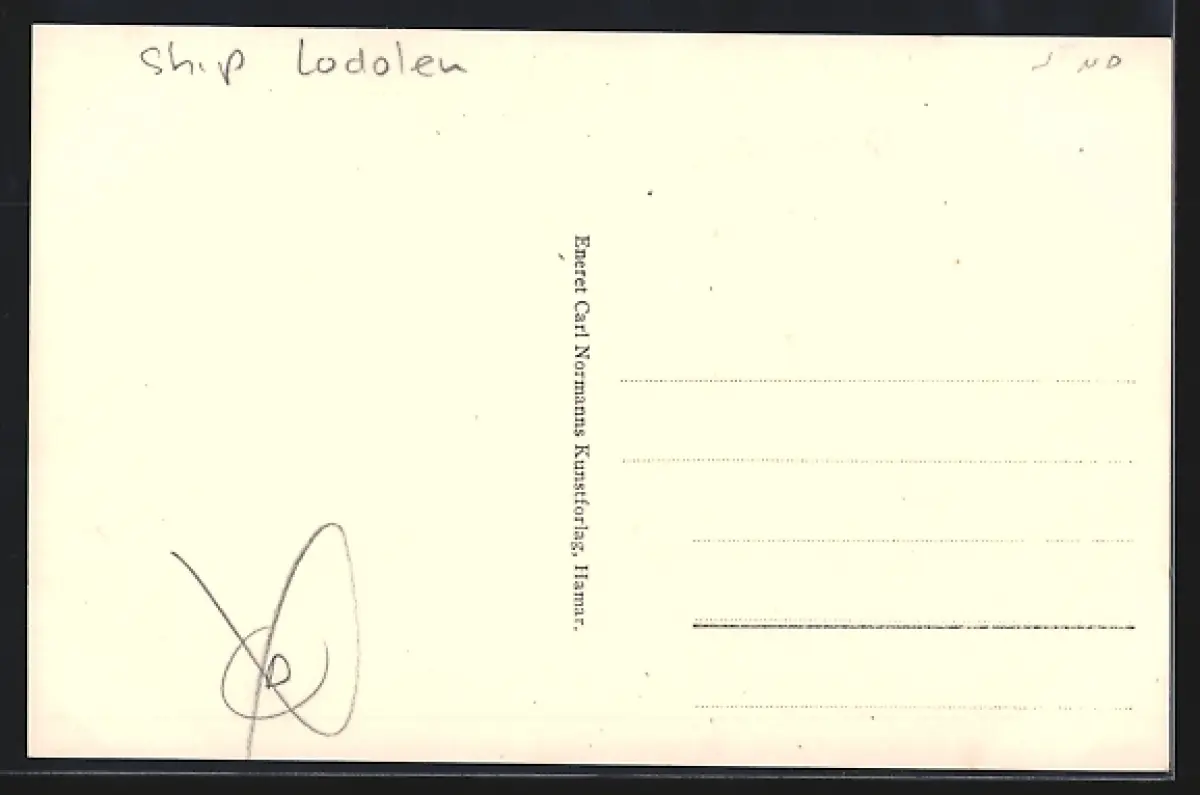 Ship Lodolen
Eneret Carl Normanns Kunstforlag, Hamar.
D